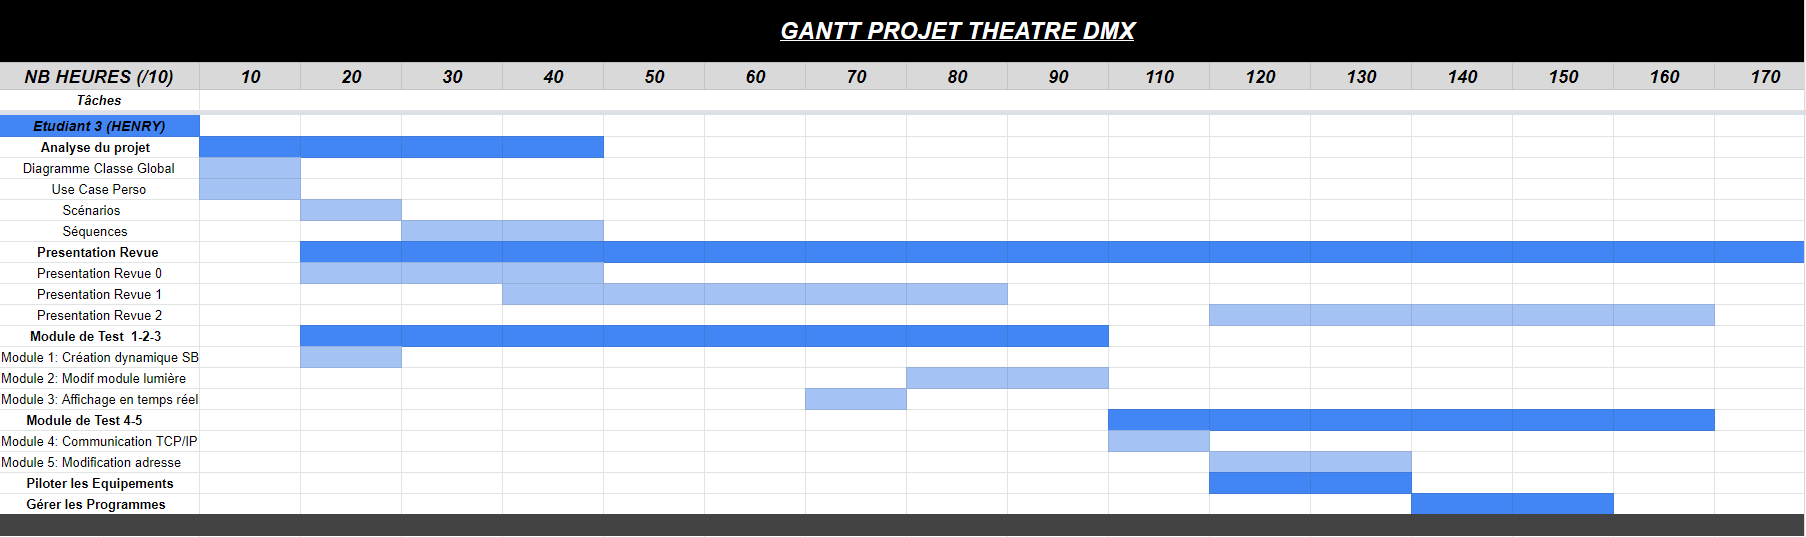 GANTT PROJET THEATRE DMX
NB HEURES (/10) 10 20 30 40 50 60 70 80 90 110 120 130 140 150 160 170
Tâches
Etudiant 3 (HENRY)
Analyse du projet
Diagramme Classe Global
Use Case Perso
Scénarios
Séquences
Presentation Revue
Presentation Revue 0
Presentation Revue 1
Presentation Revue 2
Module de Test 1-2-3
Module 1: Création dynamique SB
Module 2: Modif module lumière
Module 3: Affichage en temps réel
Module de Test 4-5
Module 4: Communication TCP/IP
Module 5: Modification adresse
Piloter les Equipements
Gérer les Programmes